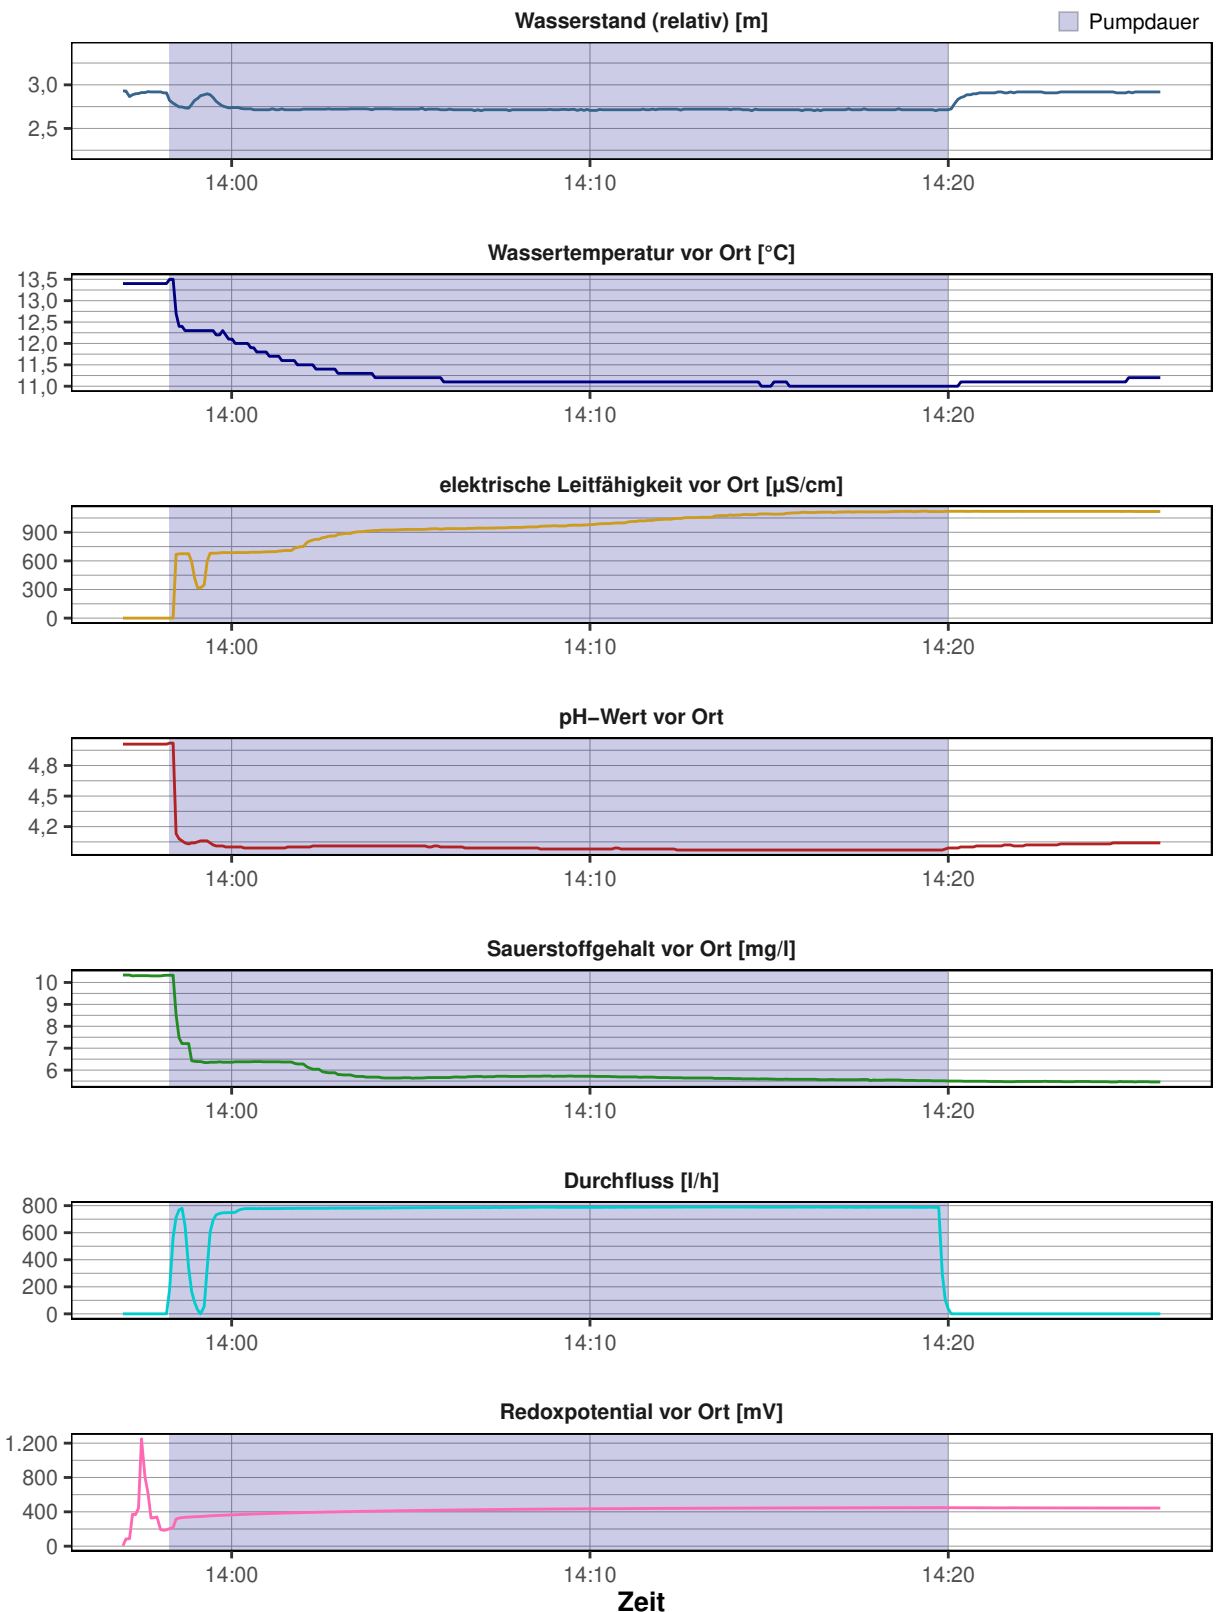 Wasserstand (relativ) [m]
Pumpdauer
3,0
2,5
14:00 14:10 14:20
Wassertemperatur vor Ort [°C]
13,5
13,0
12,5
12,0
11,5
11,0
14:00 14:10 14:20
elektrische Leitfähigkeit vor Ort [µS/cm]
900
600
300
0
14:00 14:10 14:20
pH−Wert vor Ort
4,8
4,5
4,2
14:00 14:10 14:20
Sauerstoffgehalt vor Ort [mg/l]
10
9
8
7
6
14:00 14:10 14:20
Durchfluss [l/h]
800
600
400
200
0
14:00 14:10 14:20
Redoxpotential vor Ort [mV]
1.200
800
400
0
14:00 14:10 14:20
Zeit